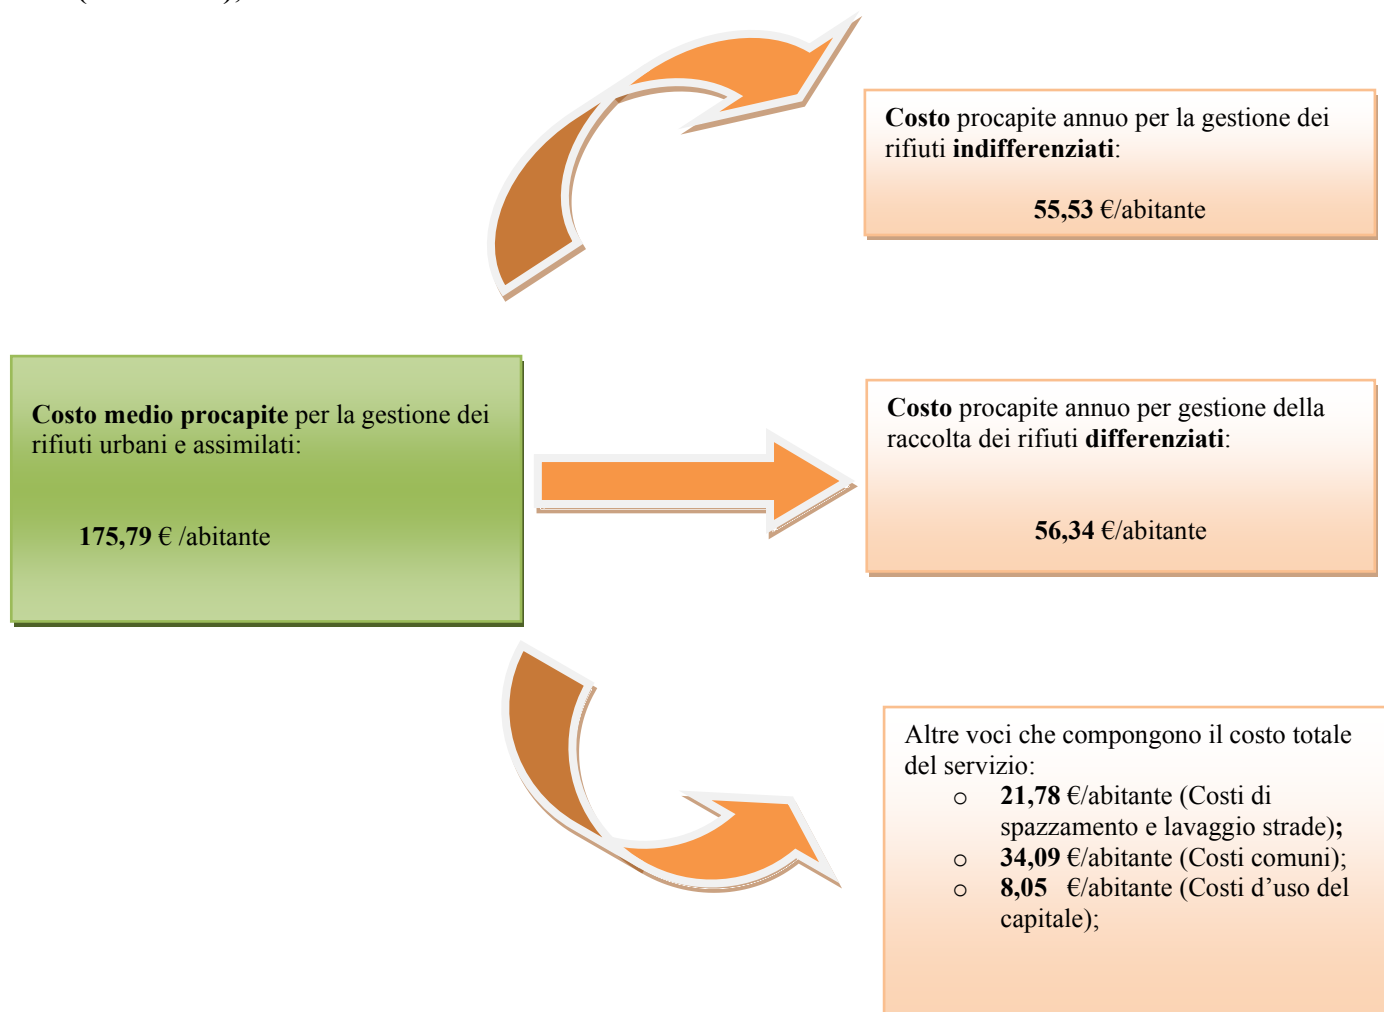 Costo procapite annuo per la gestione dei
rifiuti indifferenziati:
55,53 €/abitante
Costo medio procapite per la gestione dei
rifiuti urbani e assimilati:
175,79 € /abitante
Costo procapite annuo per gestione della
raccolta dei rifiuti differenziati:
56,34 €/abitante
Altre voci che compongono il costo totale
del servizio:
o 21,78 €/abitante (Costi di
spazzamento e lavaggio strade);
o 34,09 €/abitante (Costi comuni);
o 8,05 €/abitante (Costi d’uso del
capitale);